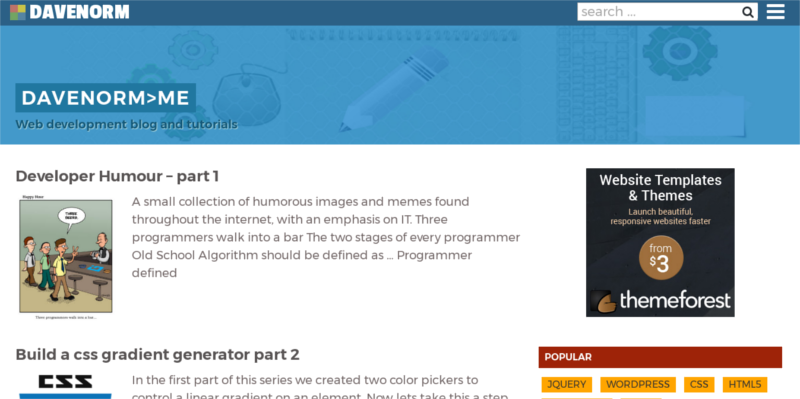 DAVENORM
search ...
DAVENORM>ME
Web development blog and tutorials
Developer Humour – part 1
Happy Hour
THREE BEERS.
Three programmers walk into a bar...
A small collection of humorous images and memes found
throughout the internet, with an emphasis on IT. Three
programmers walk into a bar The two stages of every programmer
Old School Algorithm should be defined as ... Programmer
defined
Website Templates
& Themes
Launch beautiful,
responsive websites faster
from
$3
themeforest
Build a css gradient generator part 2
CSS
In the first part of this series we created two color pickers to
control a linear gradient on an element. Now lets take this a step
POPULAR
JQUERY WORDPRESS CSS HTML5